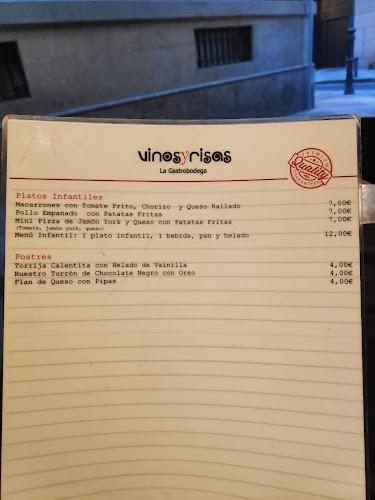 vinosyrisas
La Gastrobodega
PREMIUM
Quality
GUARANTEED
Platos Infantiles
Macarrones con Tomate Frito, Chorizo y Queso Rallado 7,00€
Pollo Empanado con Patatas Fritas 7,00€
Mini Pizza de Jamón York y Queso con Patatas Fritas 7,00€
(Tomate, jamón york, queso)
Menú Infantil: 1 plato infantil, 1 bebida, pan y helado 12,00€
Postres
Torrija Calentita con Helado de Vainilla 4,00€
Nuestro Turrón de Chocolate Negro con Oreo 4,00€
Flan de Queso con Pipas 4,00€